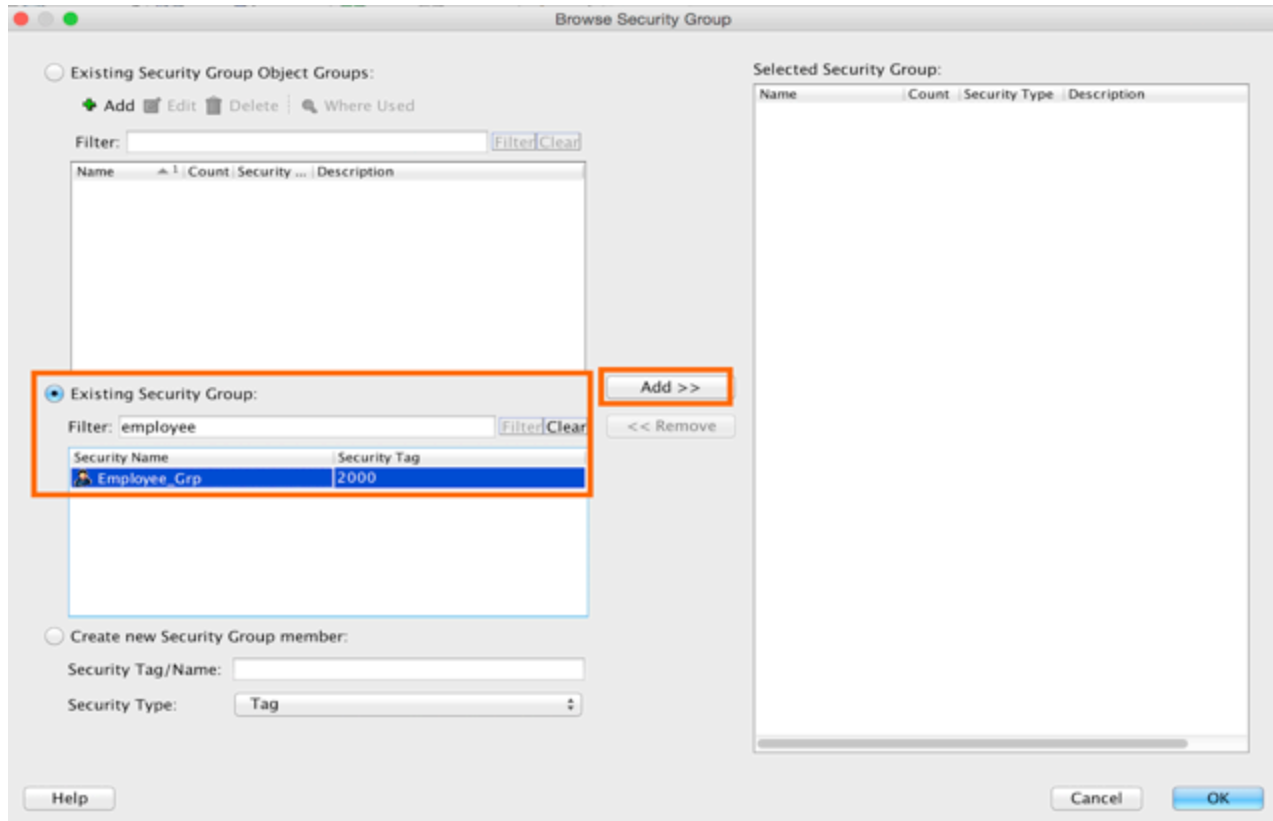 Browse Security Group
Existing Security Group Object Groups:
Add Edit Delete Where Used
Filter: Filter Clear
Name 1 Count Security ... Description
Existing Security Group:
Filter: employee Filter Clear
Security Name Security Tag
Employee_Grp 2000
Create new Security Group member:
Security Tag/Name:
Security Type: Tag
Add >>
<< Remove
Selected Security Group:
Name Count Security Type Description
Help
Cancel OK